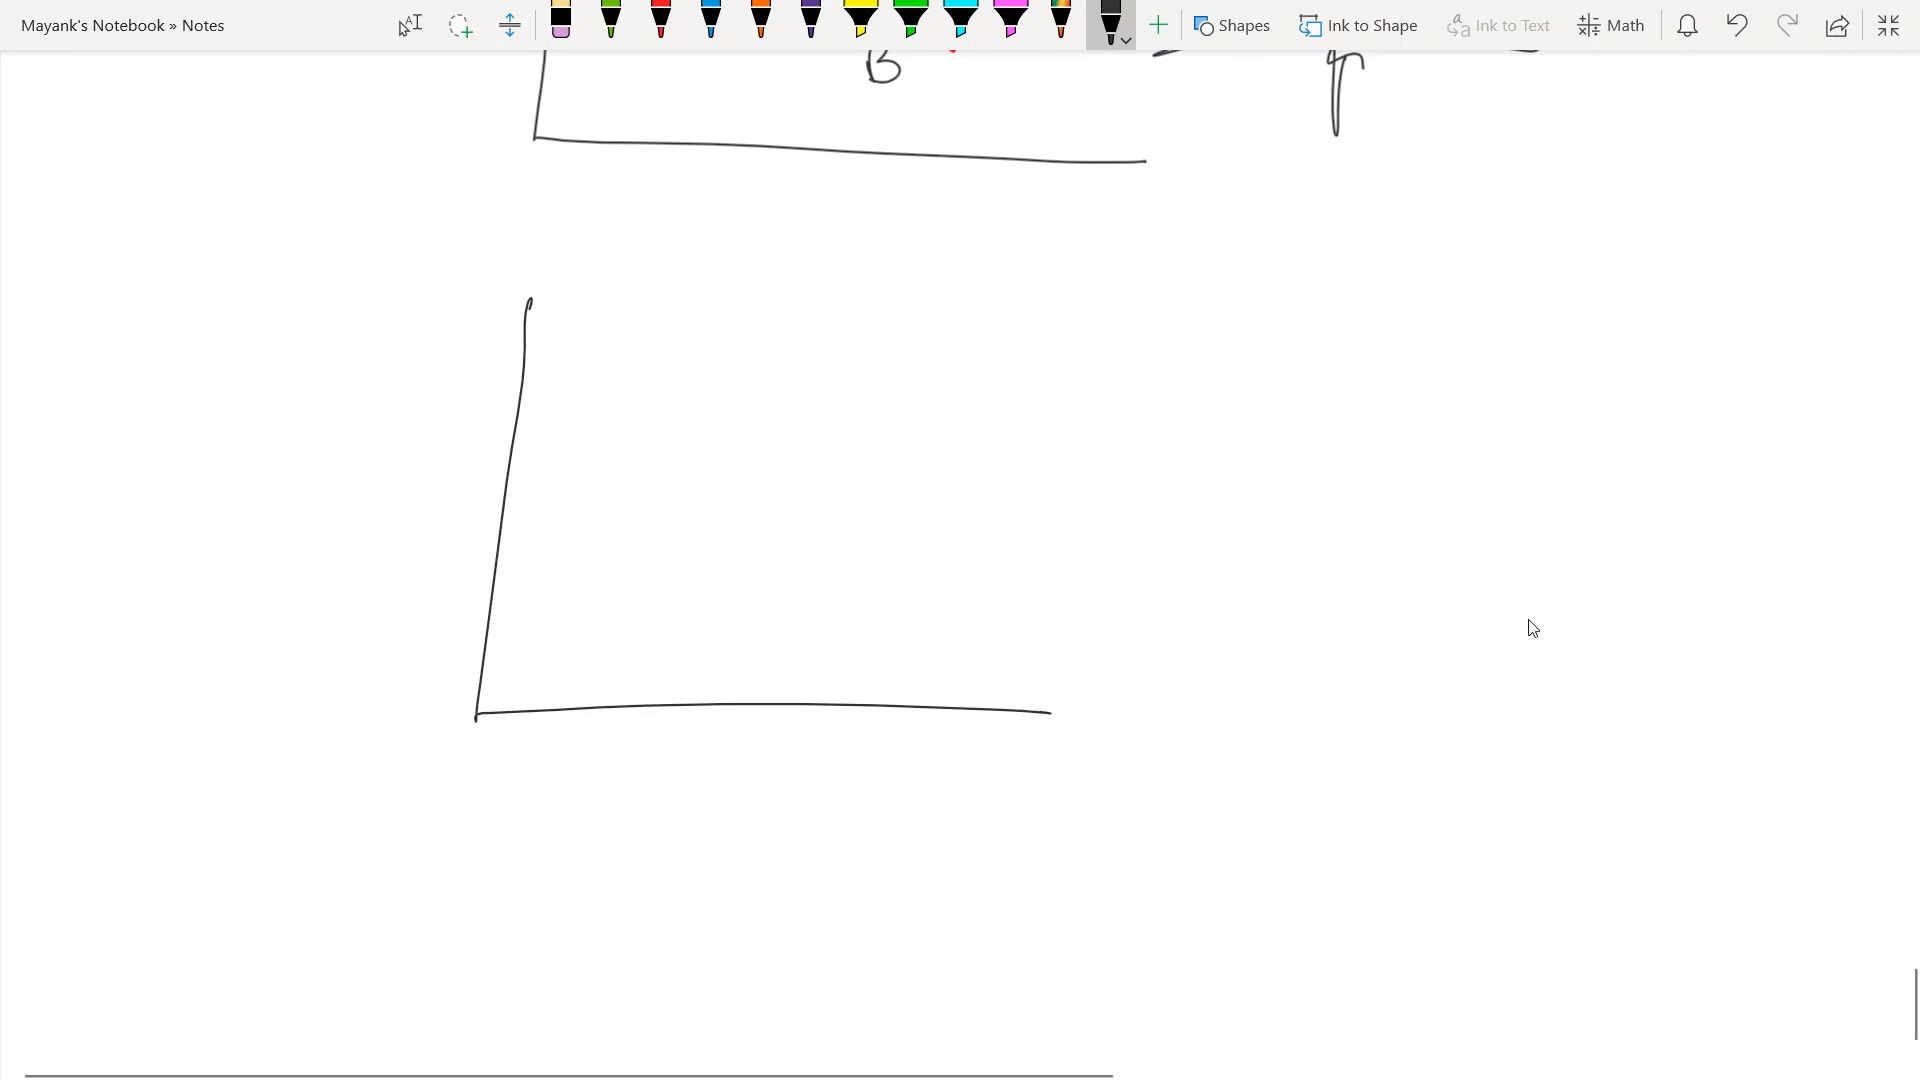 Mayank's Notebook » Notes
Shapes
Ink to Shape
Ink to Text
Math
B